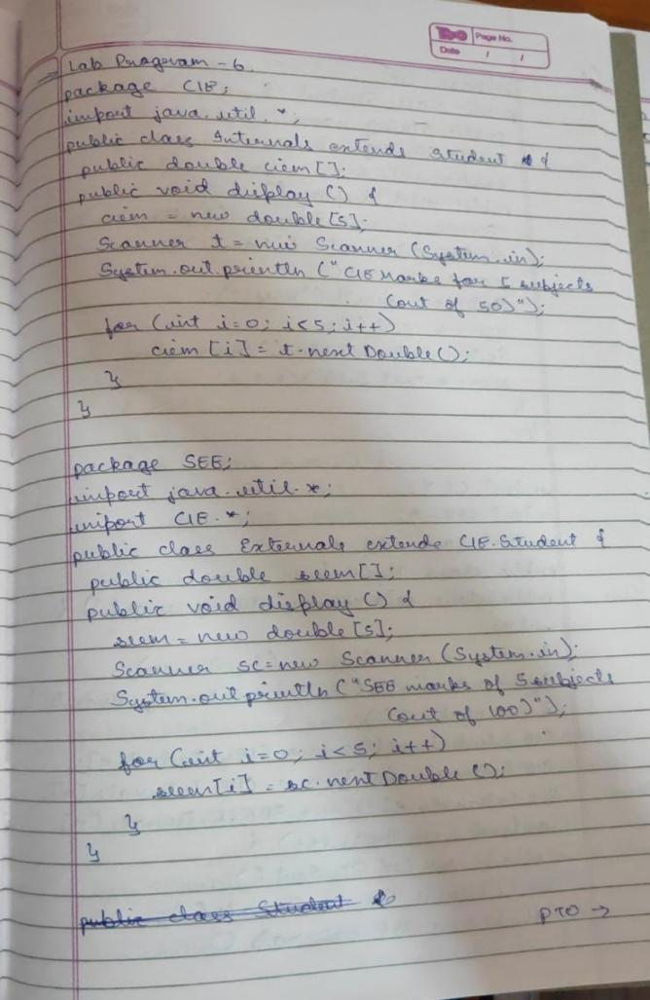 Page No.
Date / /
→ Lab Program - 6
package CIE;
import java.util.*;
public class Internals extends student {
public double ciem[];
public void display () {
ciem = new double[5];
Scanner t = new Scanner (System.in);
System.out.println ("CIE Marks for 5 subjects
(out of 50)");
for (int i=0; i<5; i++)
ciem [i] = t.next Double ();
}
}
package SEE;
import java.util.*;
import CIE.*;
public class Externals extends CIE.Student {
public double seem[];
public void display () {
seem = new double [5];
Scanner sc = new Scanner (System.in);
System.out println ("SEE marks of 5 subjects
(out of 100)");
for (int i=0; i<5; i++)
seem[i] = sc.next Double ();
}
}
public class Student {
PTO →